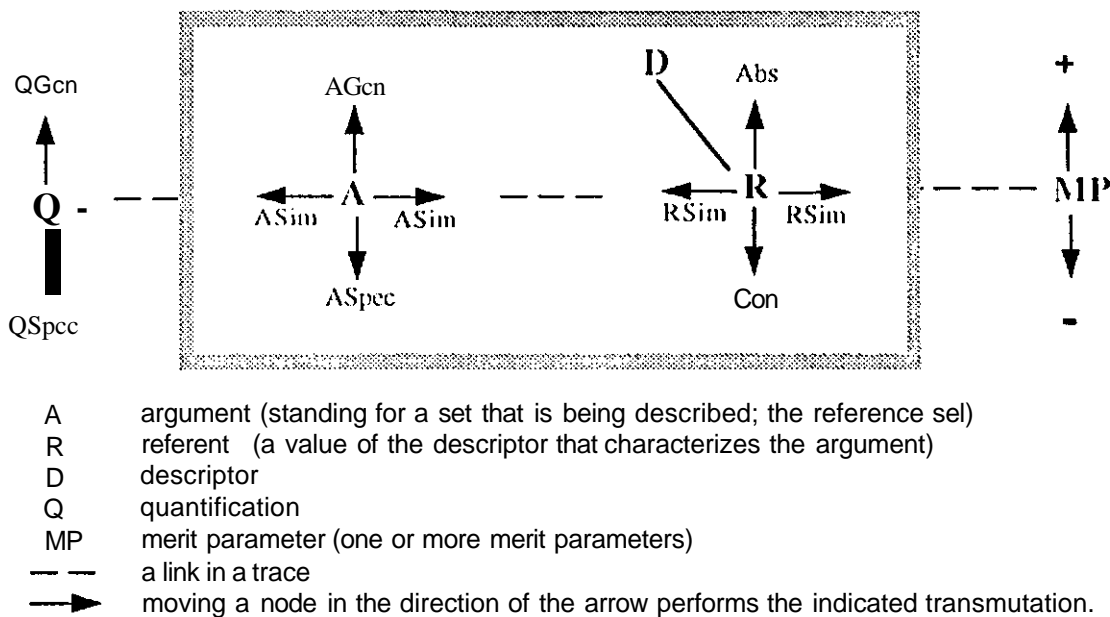 D
Abs
+
QGcn
AGcn
Q -
ASim A ASim
RSim R RSim
MP
ASpec
Con
QSpcc
-
A argument (standing for a set that is being described; the reference sel)
R referent (a value of the descriptor that characterizes the argument)
D descriptor
Q quantification
MP merit parameter (one or more merit parameters)
a link in a trace
moving a node in the direction of the arrow performs the indicated transmutation.